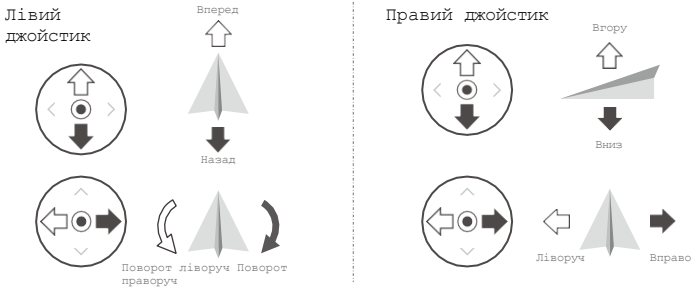 Лівий
джойстик
Вперед
Назад
Поворот ліворуч Поворот
праворуч
Правий джойстик
Вгору
Вниз
Ліворуч
Вправо